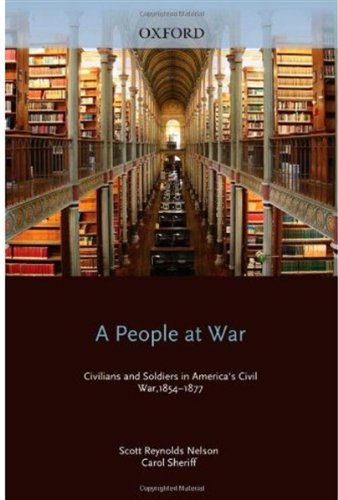 OXFORD
A People at War
Civilians and Soldiers in America's Civil
War,1854–1877
Scott Reynolds Nelson
Carol Sheriff